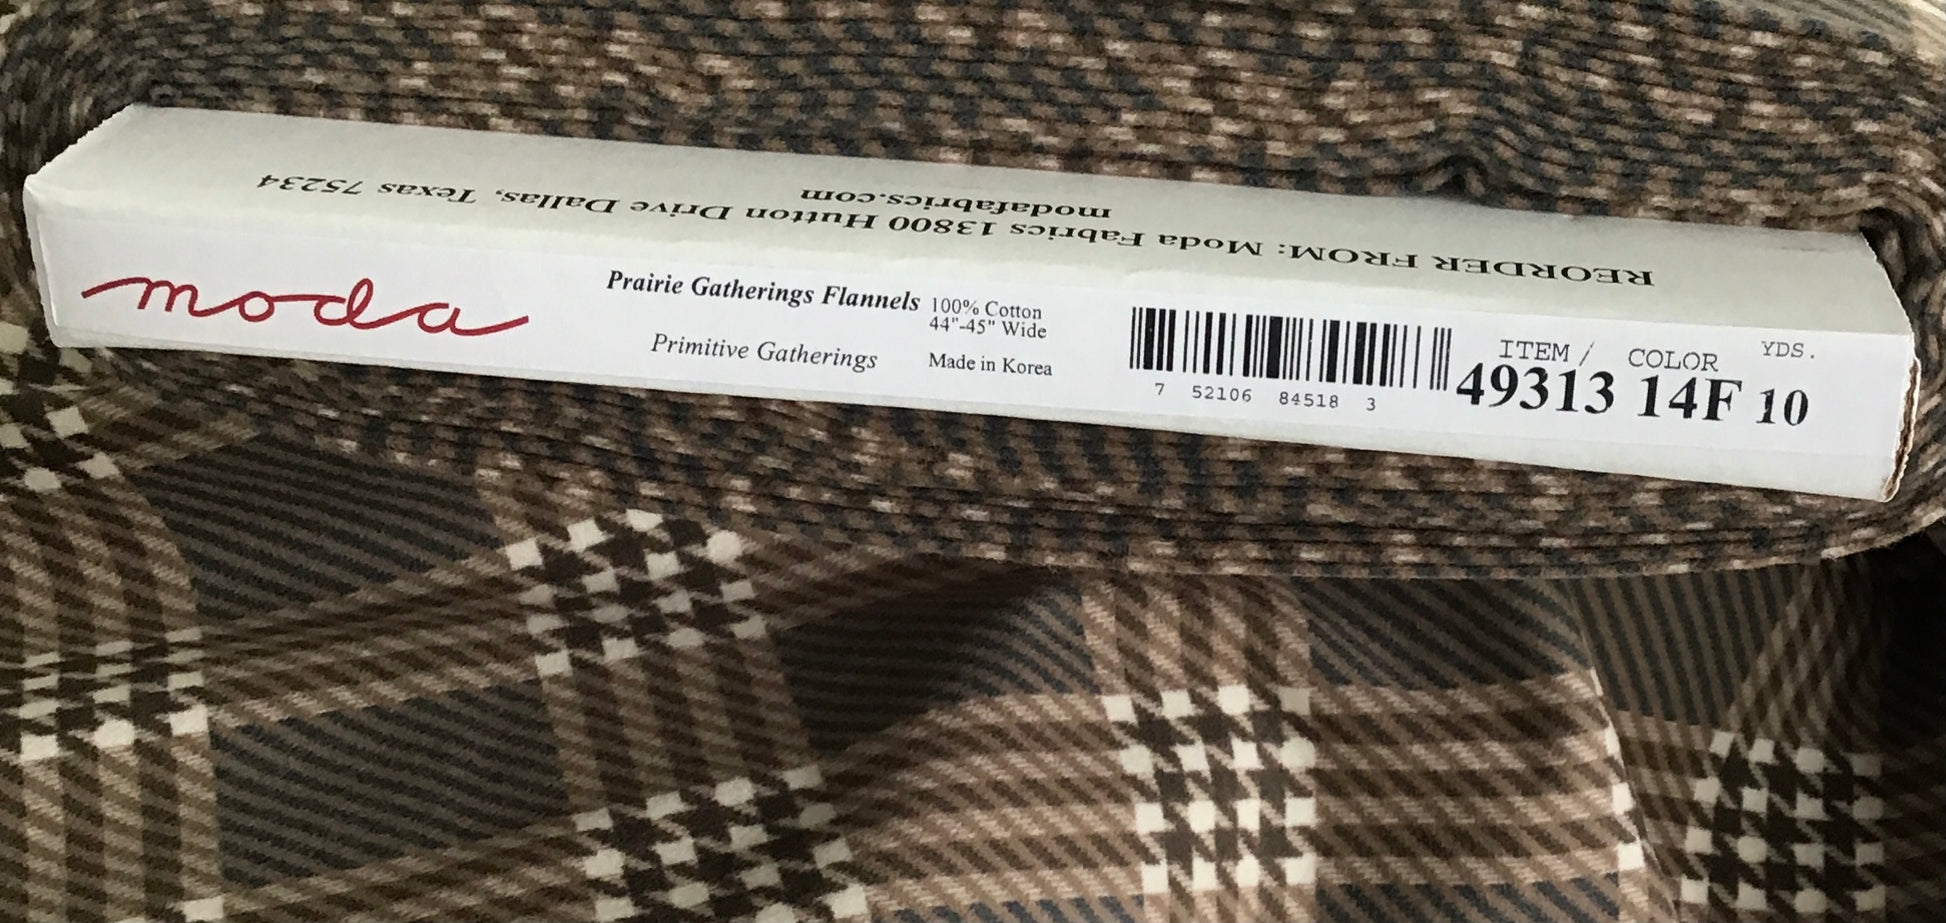 REORDER FROM: Moda Fabrics 13800 Hutton Drive Dallas, Texas 75234
modafabrics.com
moda
Prairie Gatherings Flannels
Primitive Gatherings
100% Cotton
44"-45" Wide
Made in Korea
7 52106 84518 3
ITEM / COLOR YDS.
49313 14F 10